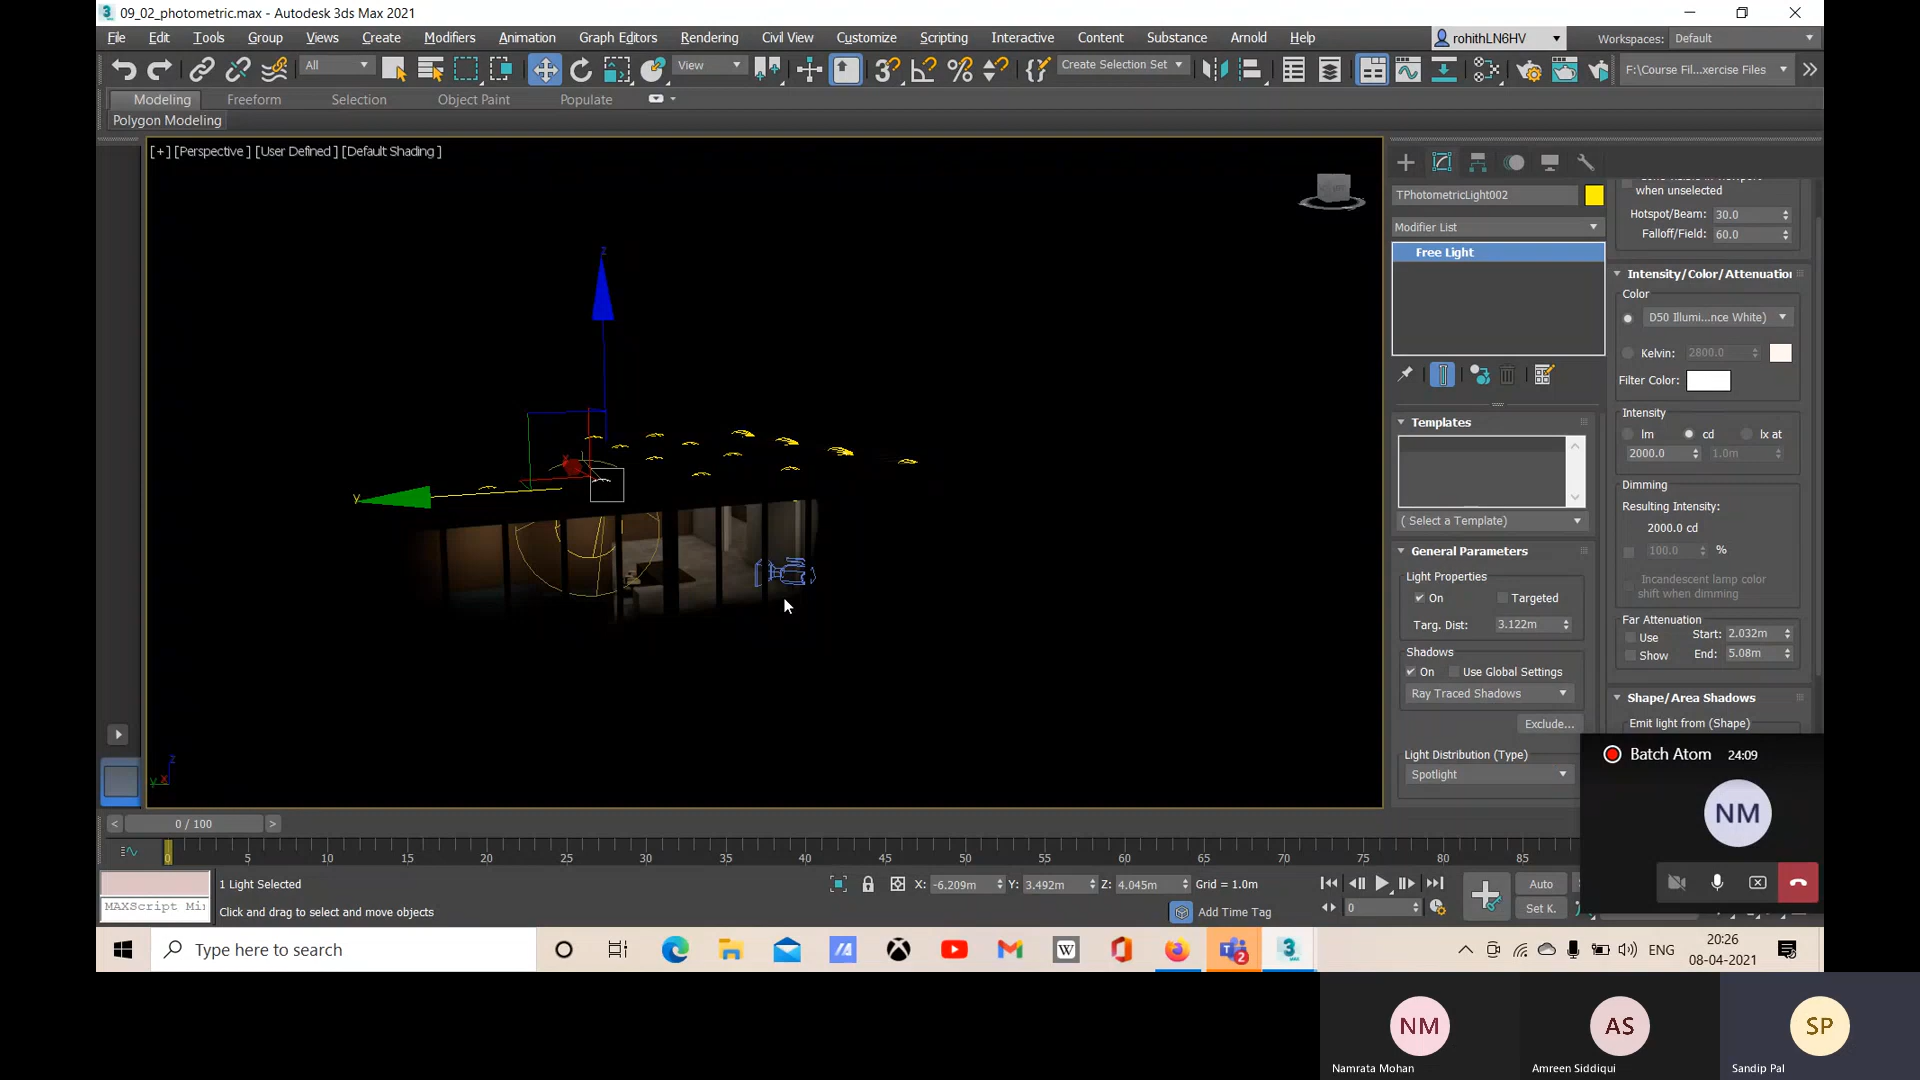 09_02_photometric.max - Autodesk 3ds Max 2021
File Edit Tools Group Views Create Modifiers Animation Graph Editors Rendering Civil View Customize Scripting Interactive Content Substance Arnold Help
rohithLN6HV
Workspaces: Default
All
View
Create Selection Set
F:\Course Fil...xercise Files
Modeling Freeform Selection Object Paint Populate
Polygon Modeling
[+] [Perspective ] [User Defined ] [Default Shading ]
z
y
x
TPhotometricLight002
Modifier List
Free Light
Templates
( Select a Template)
General Parameters
Light Properties
On Targeted
Targ. Dist: 3.122m
Shadows
On Use Global Settings
Ray Traced Shadows
Exclude...
Light Distribution (Type)
Spotlight
when unselected
Hotspot/Beam: 30.0
Falloff/Field: 60.0
Intensity/Color/Attenuation
Color
D50 Illumi...nce White)
Kelvin: 2800.0
Filter Color:
Intensity
lm cd lx at
2000.0 1.0m
Dimming
Resulting Intensity:
2000.0 cd
100.0 %
Incandescent lamp color
shift when dimming
Far Attenuation
Use Start: 2.032m
Show End: 5.08m
Shape/Area Shadows
Emit light from (Shape)
Batch Atom 24:09
NM
< 0 / 100 >
0 5 10 15 20 25 30 35 40 45 50 55 60 65 70 75 80 85
MAXScript Mi
1 Light Selected
Click and drag to select and move objects
X: -6.209m Y: 3.492m Z: 4.045m Grid = 1.0m
Add Time Tag
0
Auto
Set K.
Type here to search
ENG
20:26
08-04-2021
NM
Namrata Mohan
AS
Amreen Siddiqui
SP
Sandip Pal